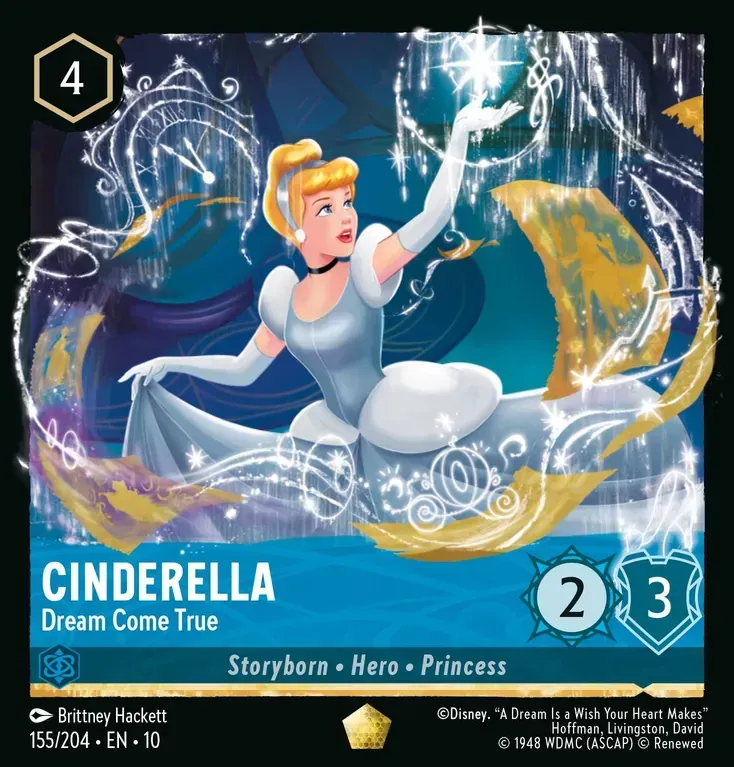 4
CINDERELLA
Dream Come True
2
3
Storyborn • Hero • Princess
Brittney Hackett
155/204 • EN • 10
©Disney. “A Dream Is a Wish Your Heart Makes”
Hoffman, Livingston, David
© 1948 WDMC (ASCAP) © Renewed